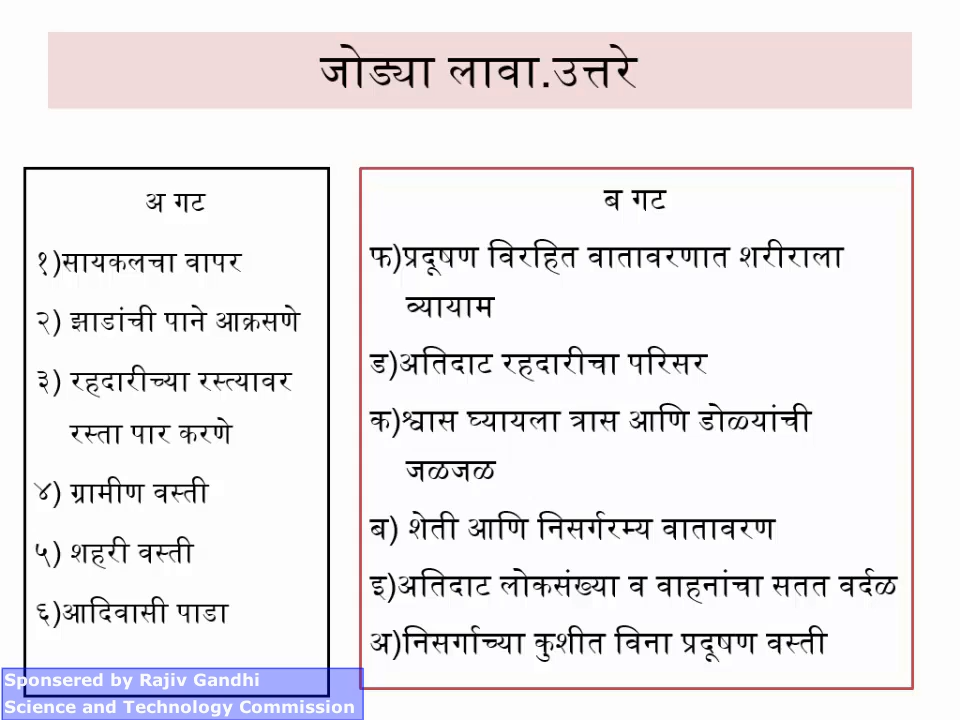 जोड्या लावा.उत्तरे
अ गट
१)सायकलचा वापर
२) झाडांची पाने आक्रसणे
३) रहदारीच्या रस्त्यावर
रस्ता पार करणे
४) ग्रामीण वस्ती
५) शहरी वस्ती
६)आदिवासी पाडा
ब गट
फ)प्रदूषण विरहित वातावरणात शरीराला
व्यायाम
ड)अतिदाट रहदारीचा परिसर
क)श्वास घ्यायला त्रास आणि डोळ्यांची
जळजळ
ब) शेती आणि निसर्गरम्य वातावरण
इ)अतिदाट लोकसंख्या व वाहनांचा सतत वर्दळ
अ)निसर्गाच्या कुशीत विना प्रदूषण वस्ती
Sponsered by Rajiv Gandhi
Science and Technology Commission